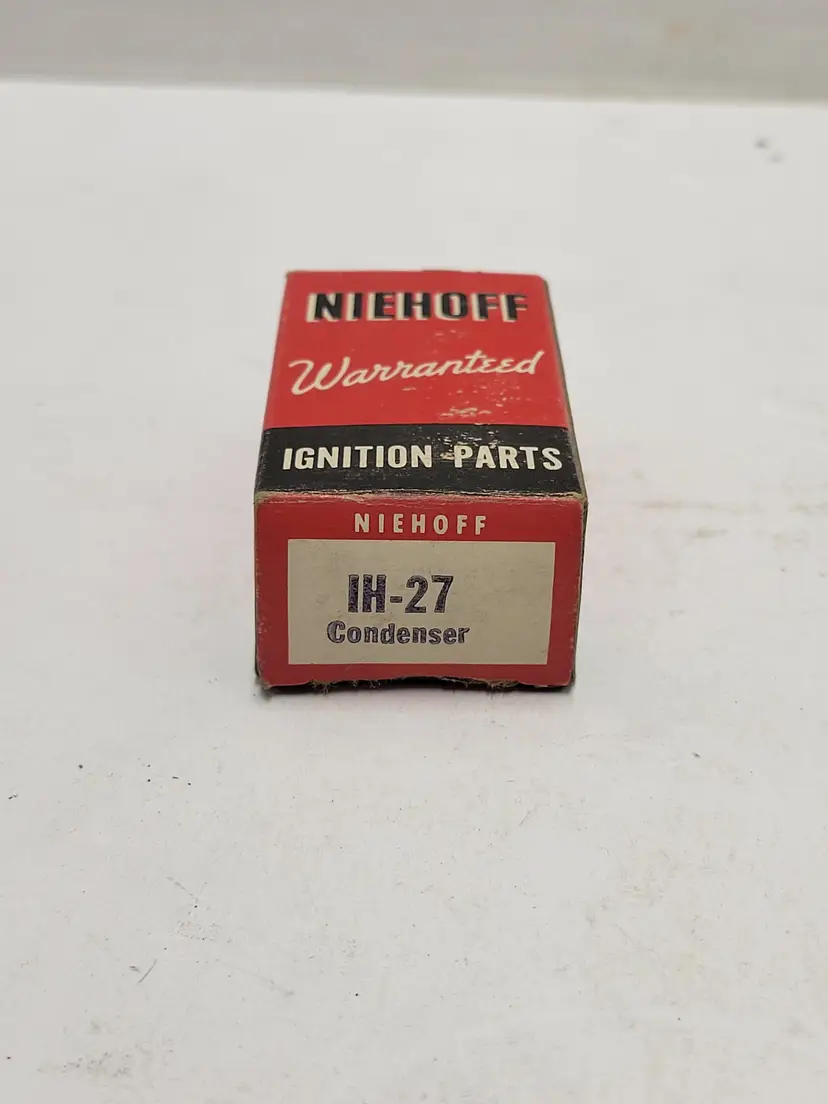 NIEHOFF
Warranteed
IGNITION PARTS
NIEHOFF
IH-27
Condenser